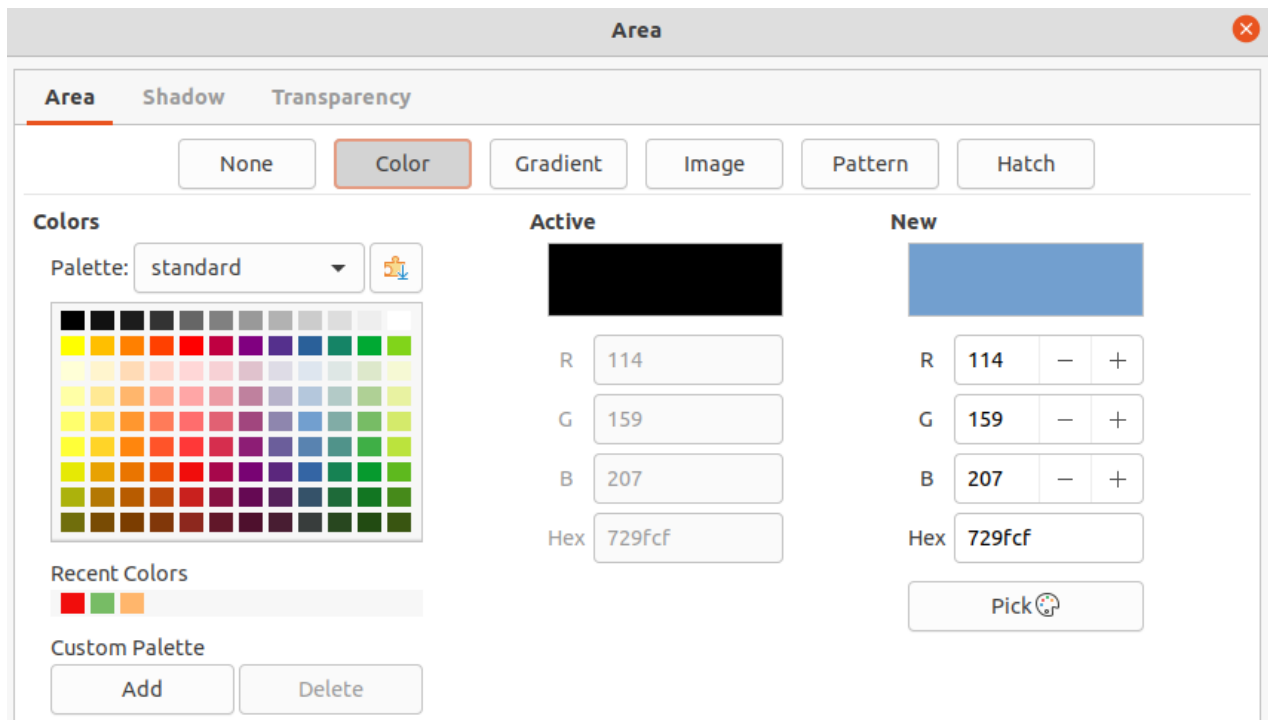 Area
Area Shadow Transparency
None Color Gradient Image Pattern Hatch
Colors Active New
Palette: standard
R 114 R 114 − +
G 159 G 159 − +
B 207 B 207 − +
Hex 729fcf Hex 729fcf
Recent Colors
Pick
Custom Palette
Add Delete